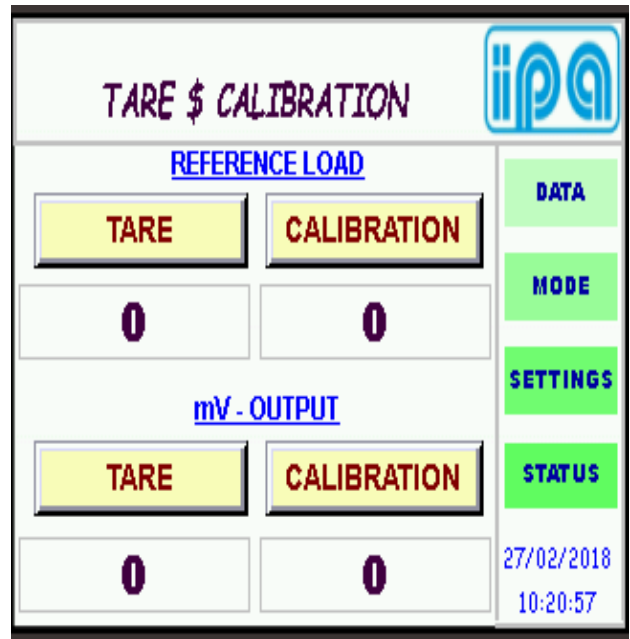 TARE $ CALIBRATION
ipa
REFERENCE LOAD
TARE
CALIBRATION
0
0
mV - OUTPUT
TARE
CALIBRATION
0
0
DATA
MODE
SETTINGS
STATUS
27/02/2018
10:20:57